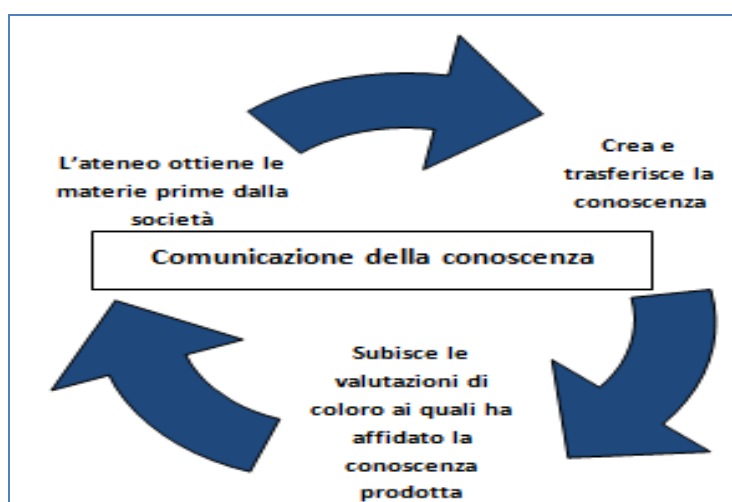 L'ateneo ottiene le
materie prime dalla
società
Crea e
trasferisce la
conoscenza
Comunicazione della conoscenza
Subisce le
valutazioni di
coloro ai quali ha
affidato la
conoscenza
prodotta